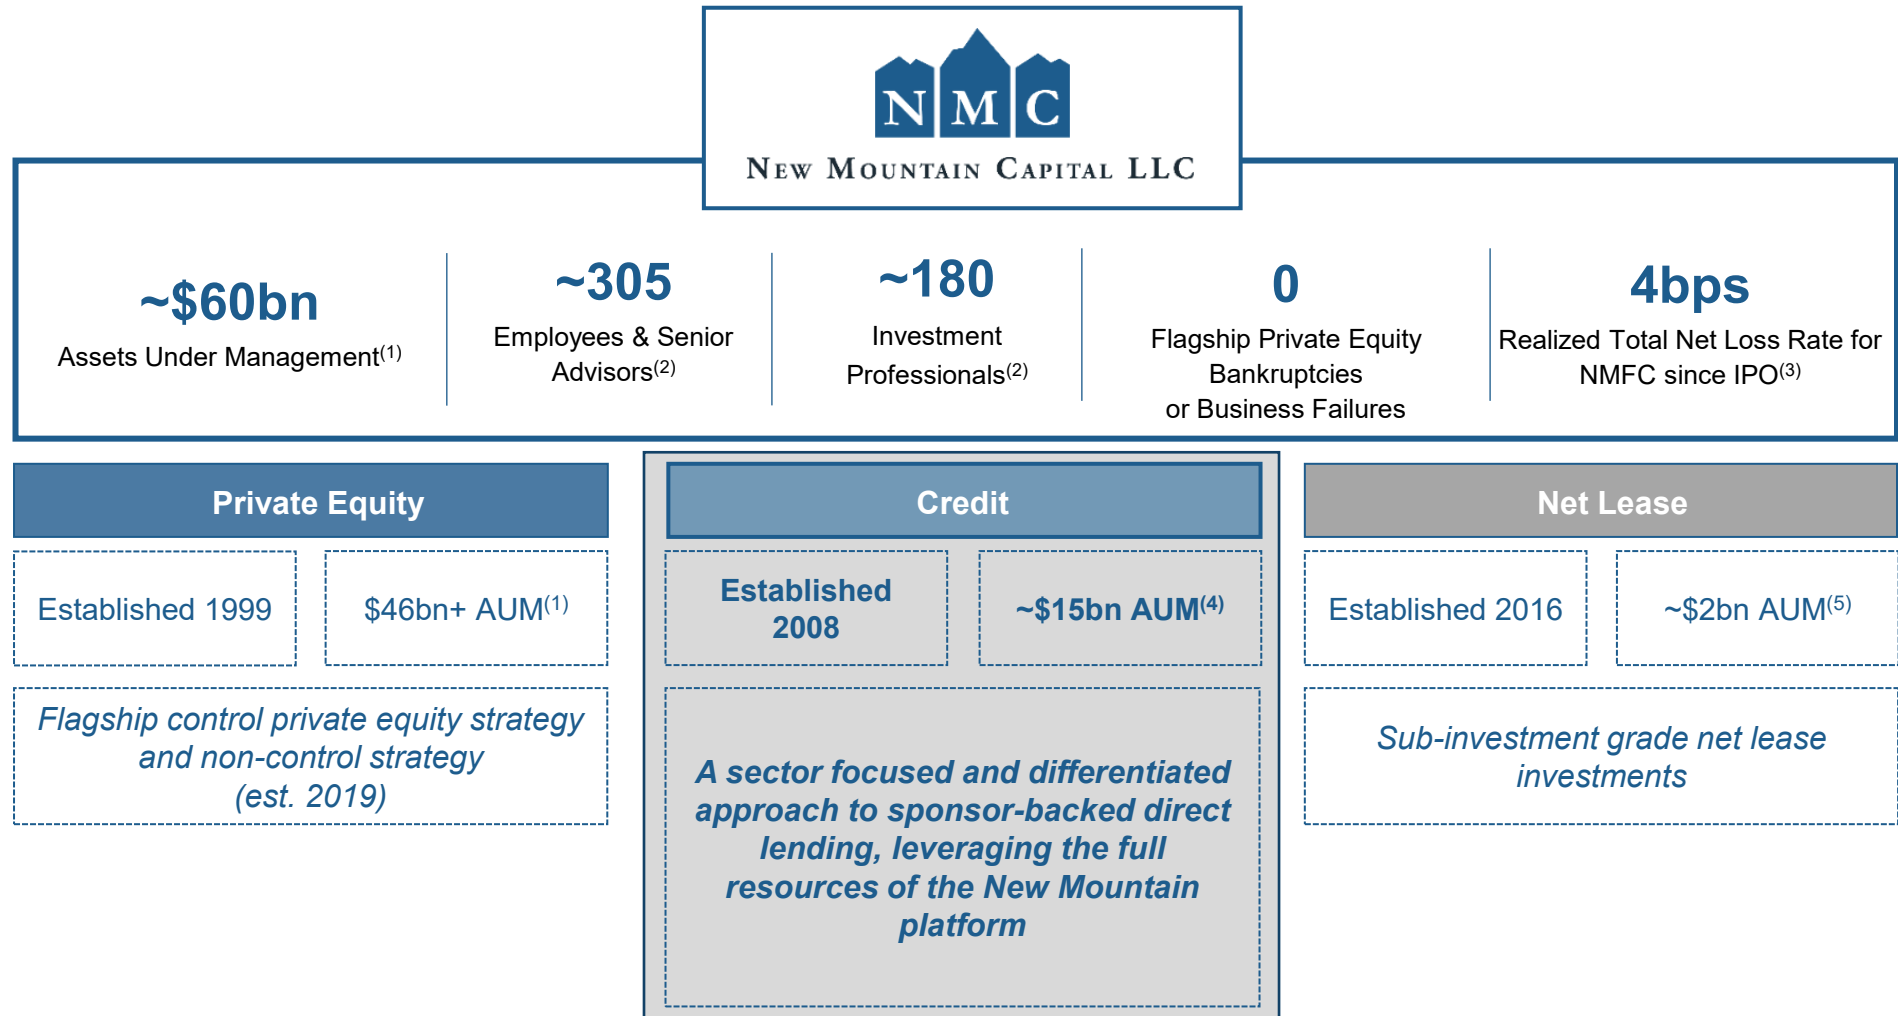 NMC
NEW MOUNTAIN CAPITAL LLC
~$60bn
Assets Under Management(1)
~305
Employees & Senior
Advisors(2)
~180
Investment
Professionals(2)
0
Flagship Private Equity
Bankruptcies
or Business Failures
4bps
Realized Total Net Loss Rate for
NMFC since IPO(3)
Private Equity
Established 1999
$46bn+ AUM(1)
Flagship control private equity strategy
and non-control strategy
(est. 2019)
Credit
Established
2008
~$15bn AUM(4)
A sector focused and differentiated
approach to sponsor-backed direct
lending, leveraging the full
resources of the New Mountain
platform
Net Lease
Established 2016
~$2bn AUM(5)
Sub-investment grade net lease
investments